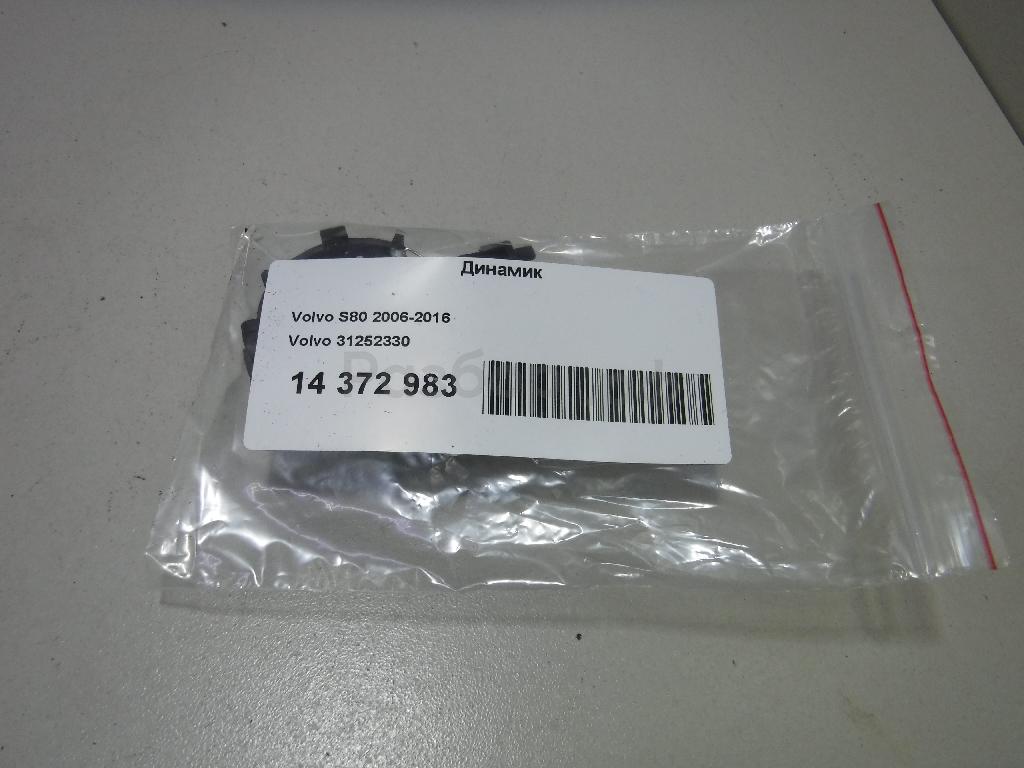 Динамик
Volvo S80 2006-2016
Volvo 31252330
14 372 983